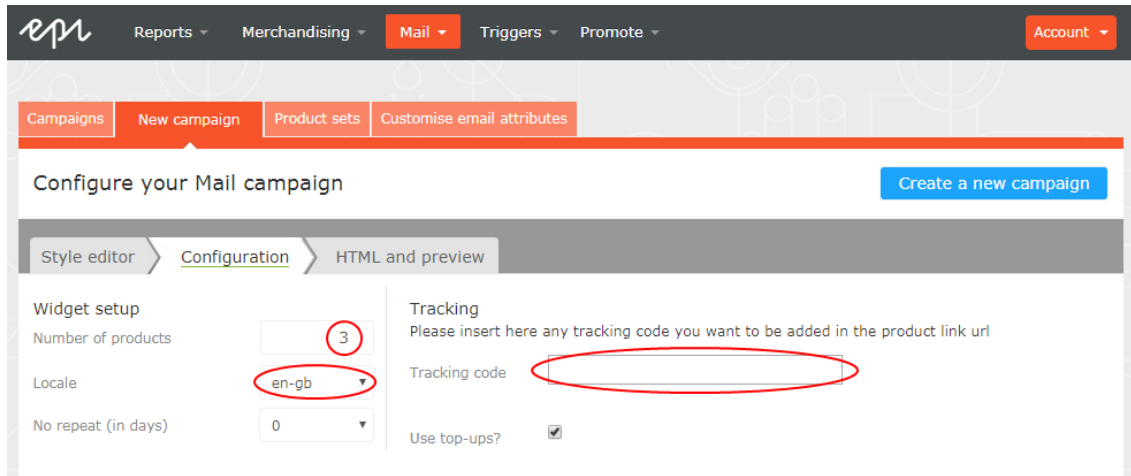 epi Reports Merchandising Mail Triggers Promote Account
Campaigns New campaign Product sets Customise email attributes
Configure your Mail campaign Create a new campaign
Style editor Configuration HTML and preview
Widget setup
Number of products 3
Locale en-gb
No repeat (in days) 0
Tracking
Please insert here any tracking code you want to be added in the product link url
Tracking code
Use top-ups?